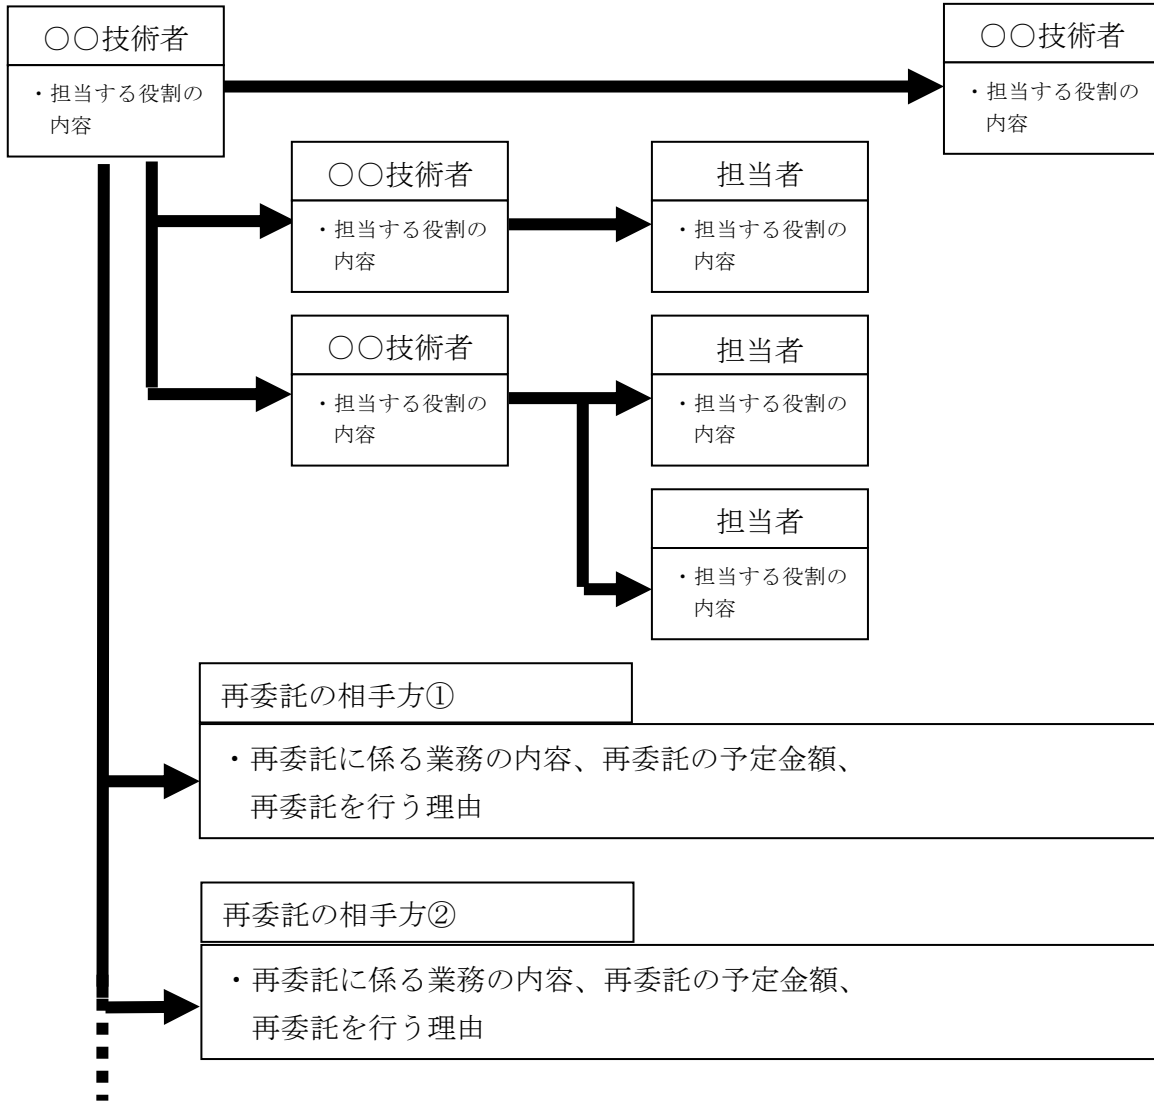 ○○技術者
・担当する役割の
内容
○○技術者
・担当する役割の
内容
○○技術者
・担当する役割の
内容
担当者
・担当する役割の
内容
○○技術者
・担当する役割の
内容
担当者
・担当する役割の
内容
担当者
・担当する役割の
内容
再委託の相手方①
・再委託に係る業務の内容、再委託の予定金額、
再委託を行う理由
再委託の相手方②
・再委託に係る業務の内容、再委託の予定金額、
再委託を行う理由